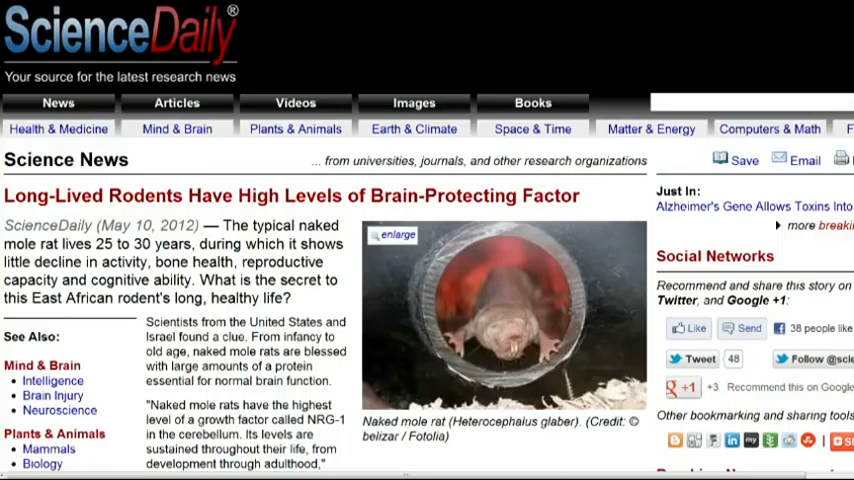 ScienceDaily®
Your source for the latest research news
News Articles Videos Images Books
Health & Medicine Mind & Brain Plants & Animals Earth & Climate Space & Time Matter & Energy Computers & Math F
Science News
... from universities, journals, and other research organizations
Save Email
Long-Lived Rodents Have High Levels of Brain-Protecting Factor
ScienceDaily (May 10, 2012) — The typical naked
mole rat lives 25 to 30 years, during which it shows
little decline in activity, bone health, reproductive
capacity and cognitive ability. What is the secret to
this East African rodent's long, healthy life?
See Also:
Mind & Brain
• Intelligence
• Brain Injury
• Neuroscience
Plants & Animals
• Mammals
• Biology
Scientists from the United States and
Israel found a clue. From infancy to
old age, naked mole rats are blessed
with large amounts of a protein
essential for normal brain function.
"Naked mole rats have the highest
level of a growth factor called NRG-1
in the cerebellum. Its levels are
sustained throughout their life, from
development through adulthood,"
enlarge
Naked mole rat (Heterocephalus glaber). (Credit: ©
belizar / Fotolia)
Just In:
Alzheimer's Gene Allows Toxins Into
more breaki
Social Networks
Recommend and share this story on
Twitter, and Google +1:
Like Send 38 people like
Tweet 48 Follow @scie
+1 +3 Recommend this on Google
Other bookmarking and sharing tools